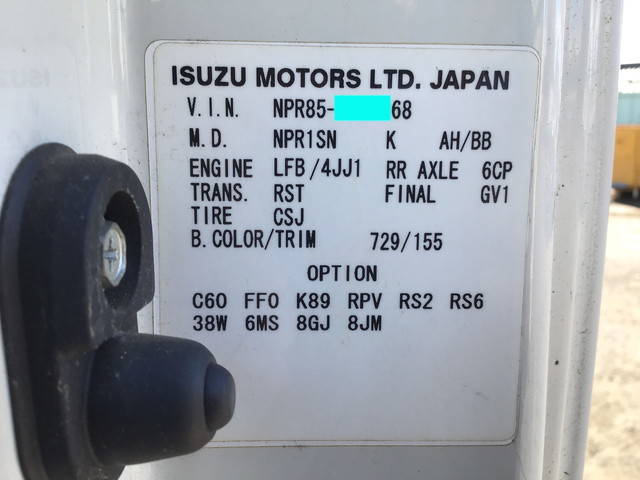 ISUZU MOTORS LTD. JAPAN
V.I.N. NPR85- 68
M.D. NPR1SN K AH/BB
ENGINE LFB/4JJ1 RR AXLE 6CP
TRANS. RST FINAL GV1
TIRE CSJ
B.COLOR/TRIM 729/155
OPTION
C60 FF0 K89 RPV RS2 RS6
38W 6MS 8GJ 8JM